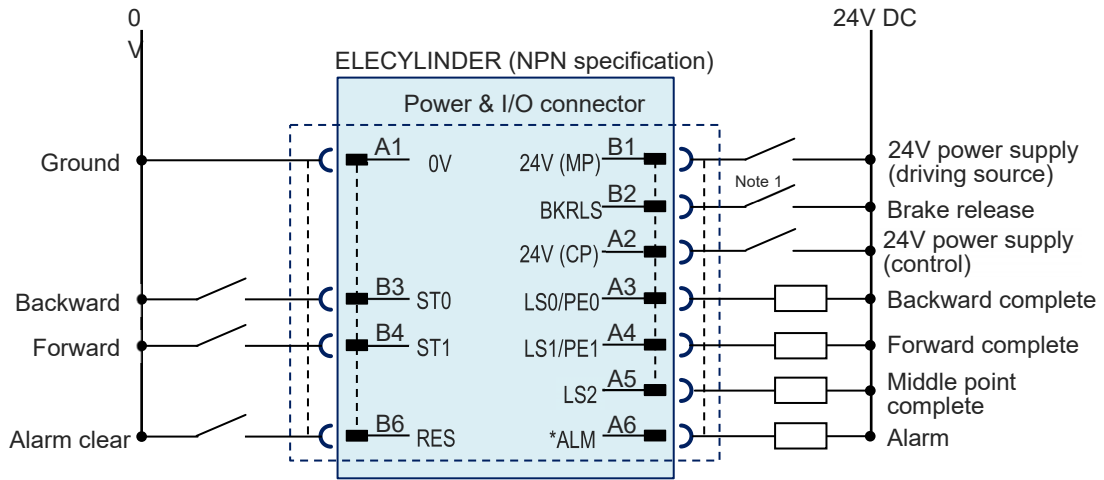 0
V
24V DC
ELECYLINDER (NPN specification)
Power & I/O connector
Ground
A1
0V
24V (MP)
B1
24V power supply
(driving source)
Note 1
BKRLS
B2
Brake release
24V (CP)
A2
24V power supply
(control)
Backward
B3
ST0
LS0/PE0
A3
Backward complete
Forward
B4
ST1
LS1/PE1
A4
Forward complete
LS2
A5
Middle point
complete
Alarm clear
B6
RES
*ALM
A6
Alarm